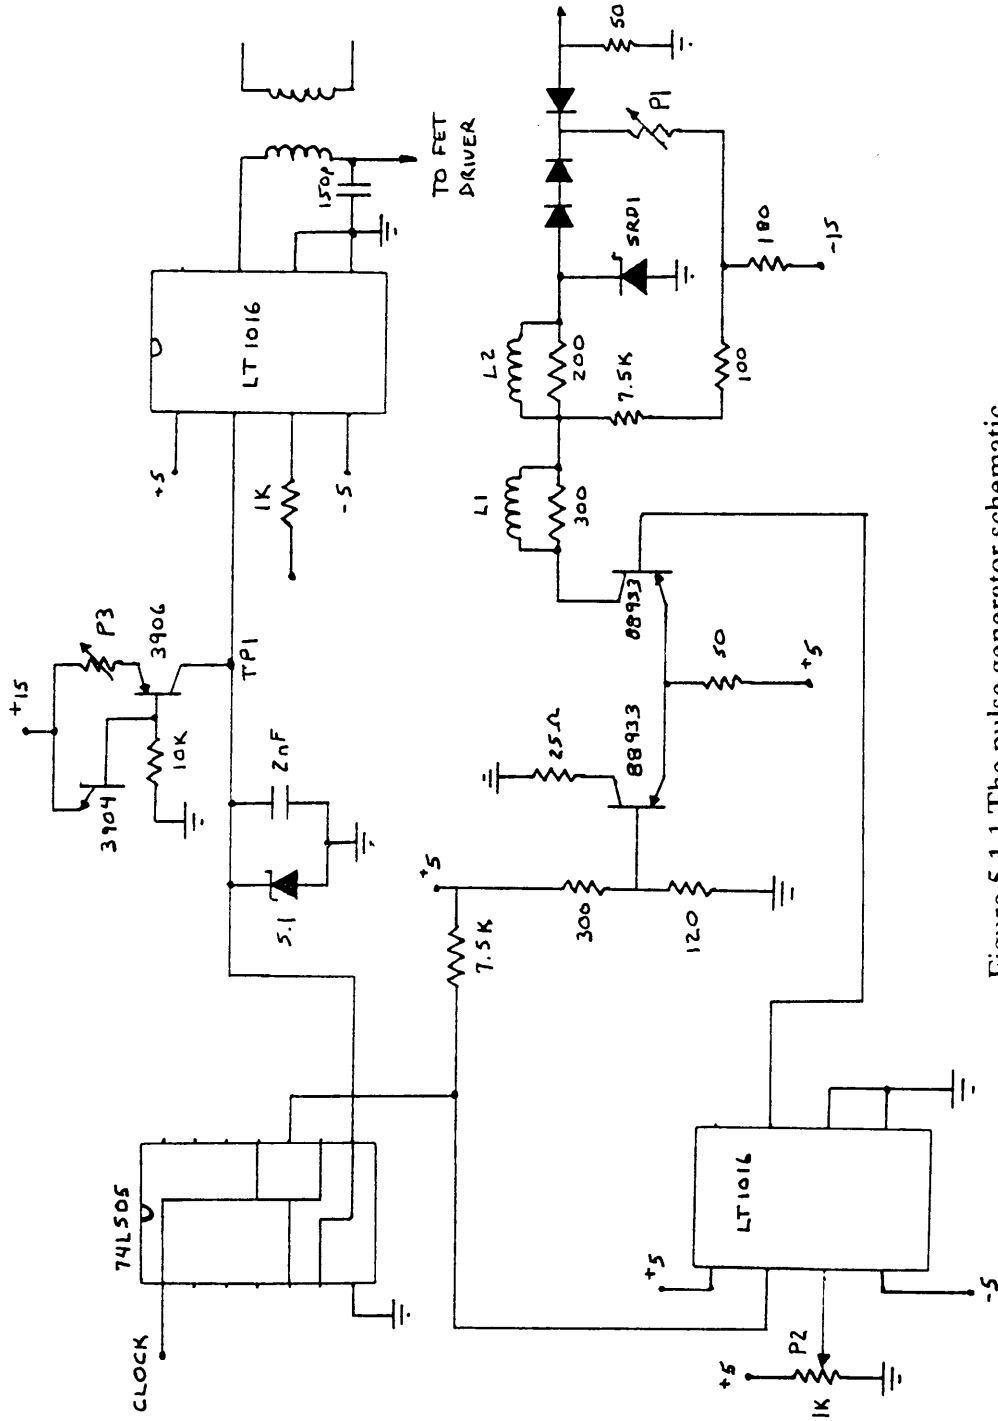 +15
3904
P3
3906
10K
TP1
5.1
2nF
74LS05
CLOCK
+5
LT1016
1K
-5
150p
TO FET
DRIVER
+5
7.5K
300
120
25Ω
88933
88933
50
+5
L1
300
L2
200
7.5K
SRD1
100
180
-15
P1
50
+5
LT1016
P2
1K
+5
-5
Figure 5.1.1 The pulse generator schematic